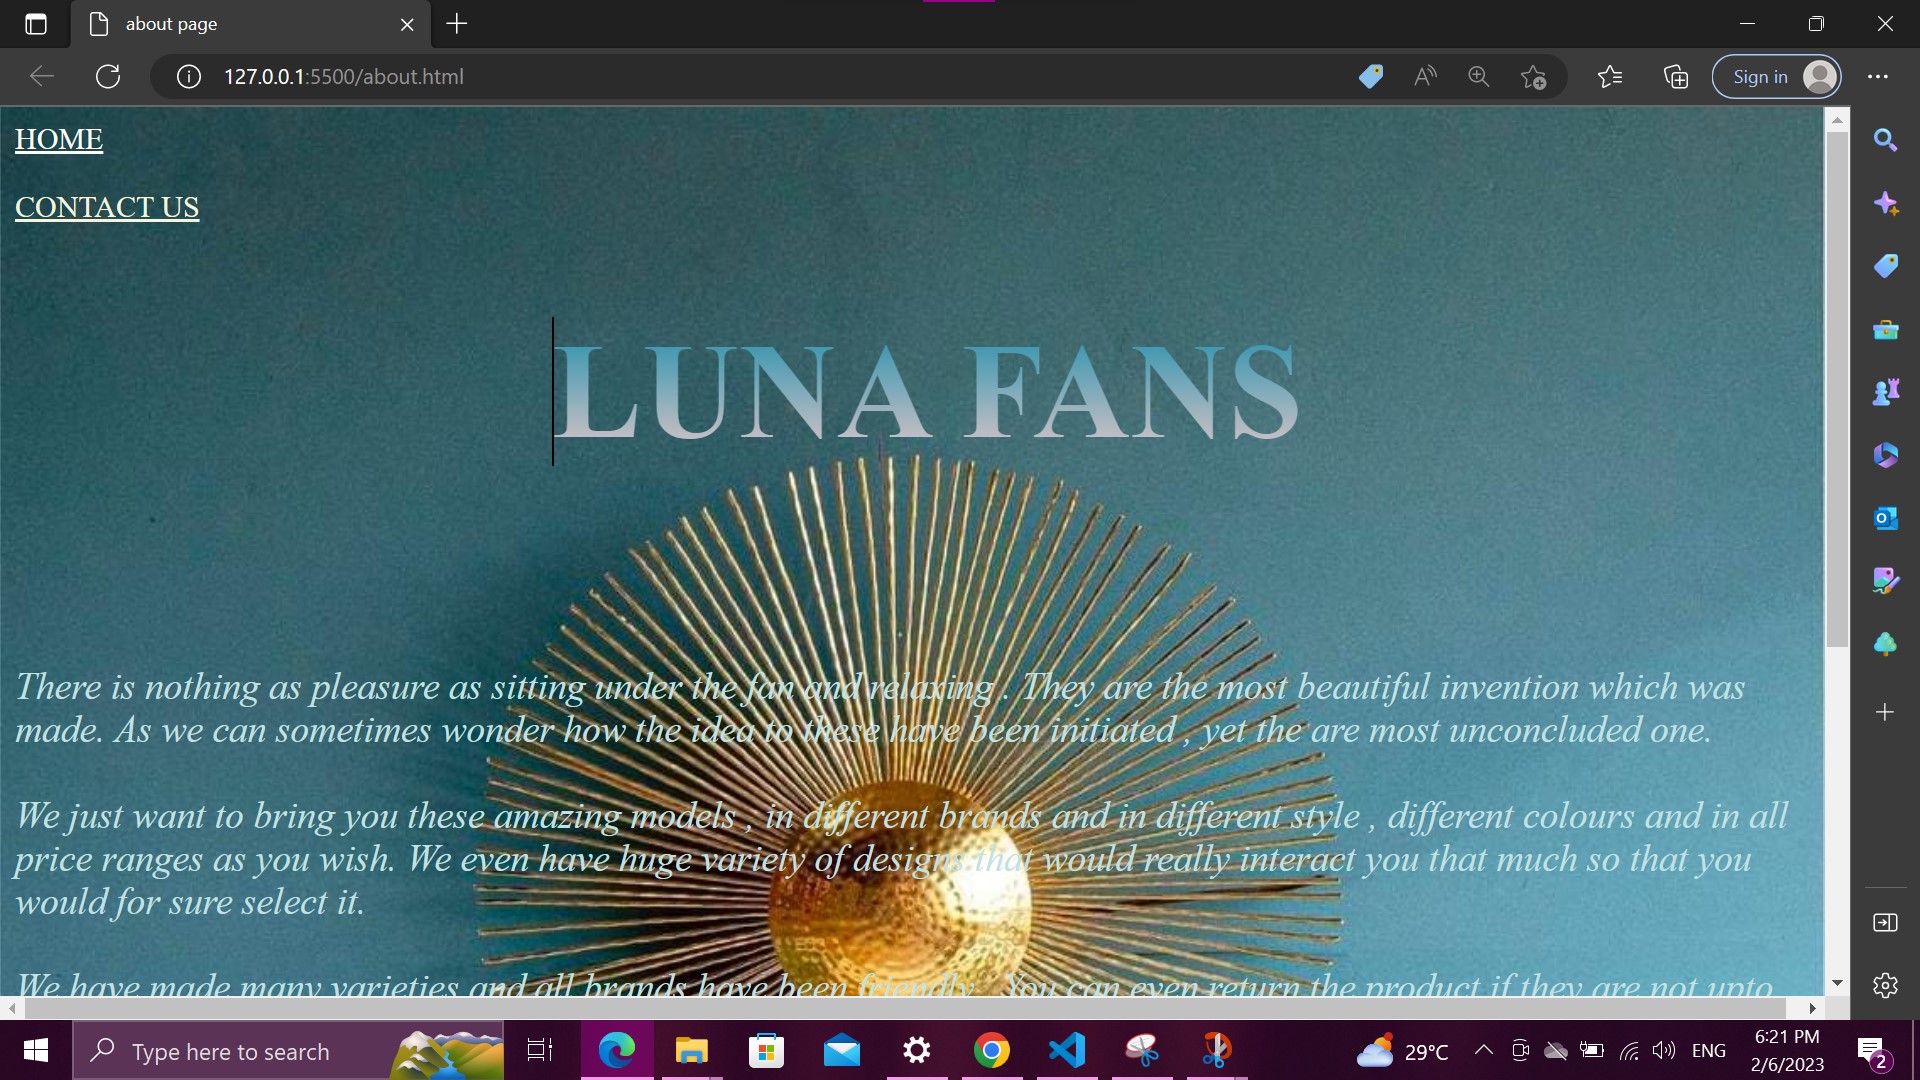 about page
127.0.0.1:5500/about.html
Sign in
HOME
CONTACT US
LUNA FANS
There is nothing as pleasure as sitting under the fan and relaxing . They are the most beautiful invention which was
made. As we can sometimes wonder how the idea to these have been initiated , yet the are most unconcluded one.
We just want to bring you these amazing models , in different brands and in different style , different colours and in all
price ranges as you wish. We even have huge variety of designs that would really interact you that much so that you
would for sure select it.
We have made many varieties and all brands have been friendly . You can even return the product if they are not upto
Type here to search
29°C
ENG
6:21 PM
2/6/2023
2